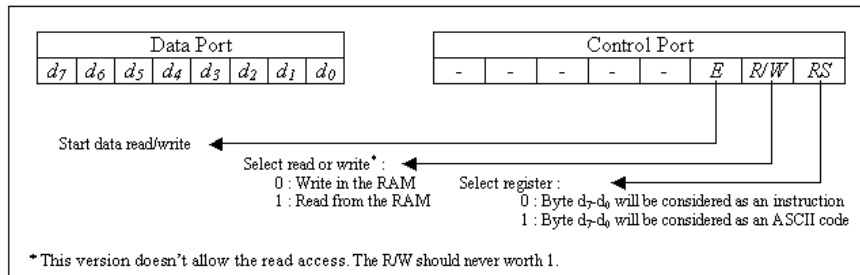 Data Port
d7 d6 d5 d4 d3 d2 d1 d0
Control Port
- - - - - E R/W RS
Start data read/write
Select read or write* :
0 : Write in the RAM
1 : Read from the RAM
Select register :
0 : Byte d7-d0 will be considered as an instruction
1 : Byte d7-d0 will be considered as an ASCII code
* This version doesn't allow the read access. The R/W should never worth 1.